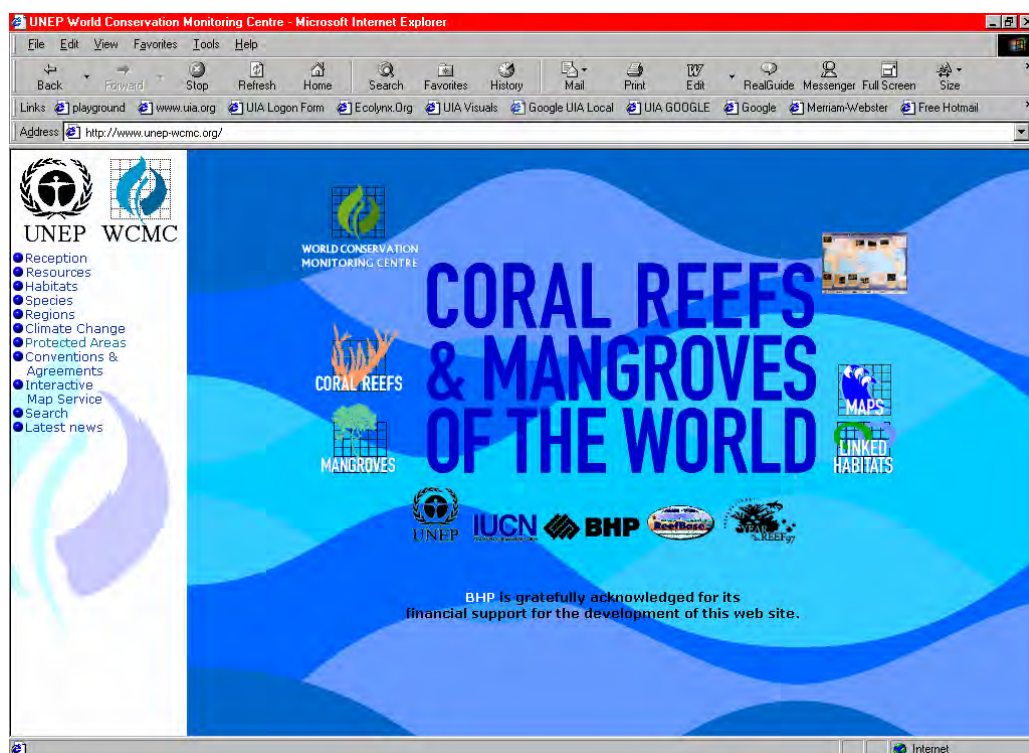 UNEP World Conservation Monitoring Centre - Microsoft Internet Explorer
File Edit View Favorites Tools Help
Back Forward Stop Refresh Home Search Favorites History Mail Print Edit RealGuide Messenger Full Screen Size
Links playground www.uia.org UIA Logon Form Ecolynx.Org UIA Visuals Google UIA Local UIA GOOGLE Google Merriam-Webster Free Hotmail
Address http://www.unep-wcmc.org/
UNEP WCMC
Reception
Resources
Habitats
Species
Regions
Climate Change
Protected Areas
Conventions &
Agreements
Interactive
Map Service
Search
Latest news
WORLD CONSERVATION
MONITORING CENTRE
CORAL REEFS
& MANGROVES
OF THE WORLD
CORAL REEFS
MANGROVES
MAPS
LINKED
HABITATS
UNEP IUCN BHP ReefBase
YEAR
REEF97
BHP is gratefully acknowledged for its
financial support for the development of this web site.
Internet